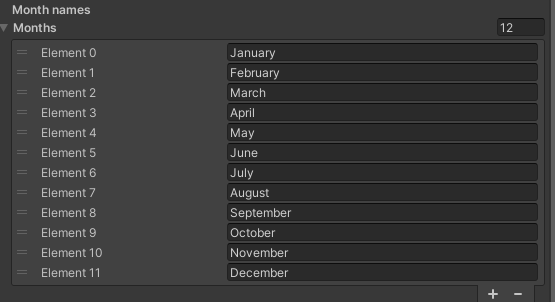 Month names
Months 12
Element 0 January
Element 1 February
Element 2 March
Element 3 April
Element 4 May
Element 5 June
Element 6 July
Element 7 August
Element 8 September
Element 9 October
Element 10 November
Element 11 December
+ −